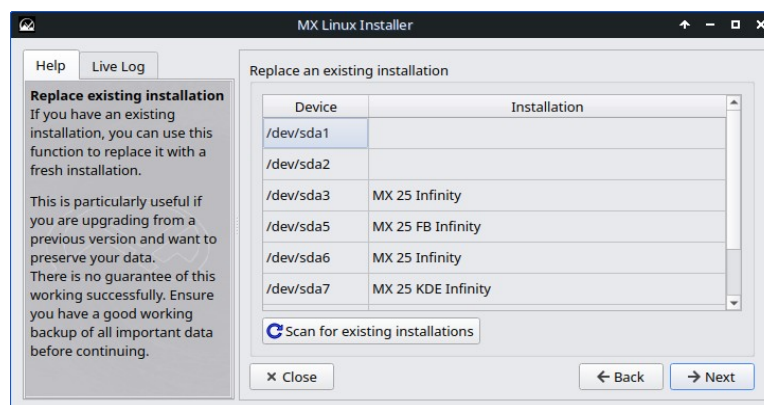 MX Linux Installer
Help
Live Log
Replace existing installation
If you have an existing
installation, you can use this
function to replace it with a
fresh installation.
This is particularly useful if
you are upgrading from a
previous version and want to
preserve your data.
There is no guarantee of this
working successfully. Ensure
you have a good working
backup of all important data
before continuing.
Replace an existing installation
Device Installation
/dev/sda1
/dev/sda2
/dev/sda3 MX 25 Infinity
/dev/sda5 MX 25 FB Infinity
/dev/sda6 MX 25 Infinity
/dev/sda7 MX 25 KDE Infinity
Scan for existing installations
Close
Back
Next